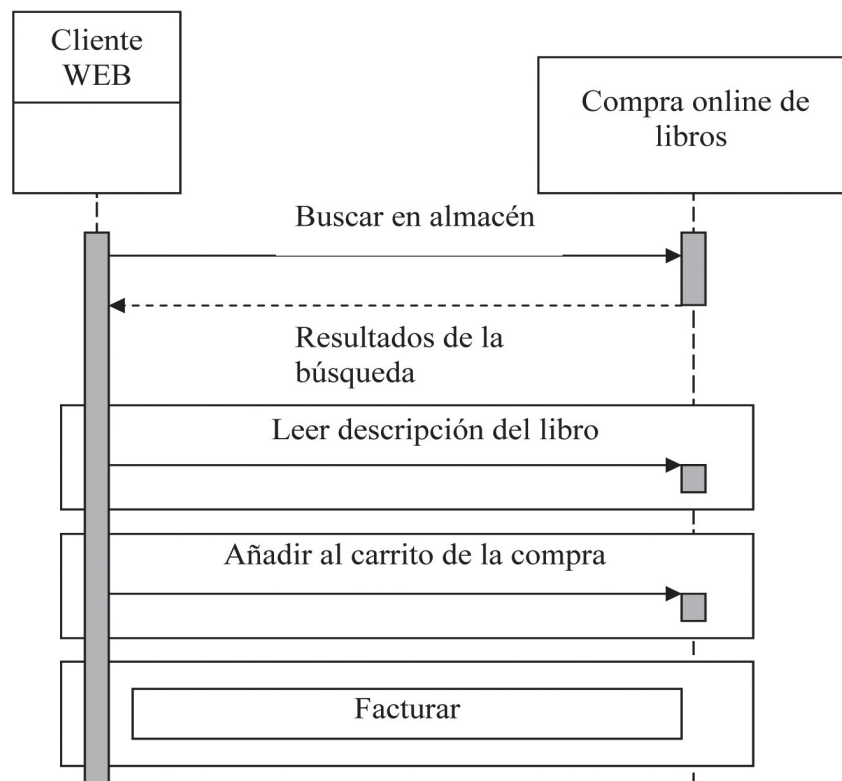 Cliente
WEB
Compra online de
libros
Buscar en almacén
Resultados de la
búsqueda
Leer descripción del libro
Añadir al carrito de la compra
Facturar